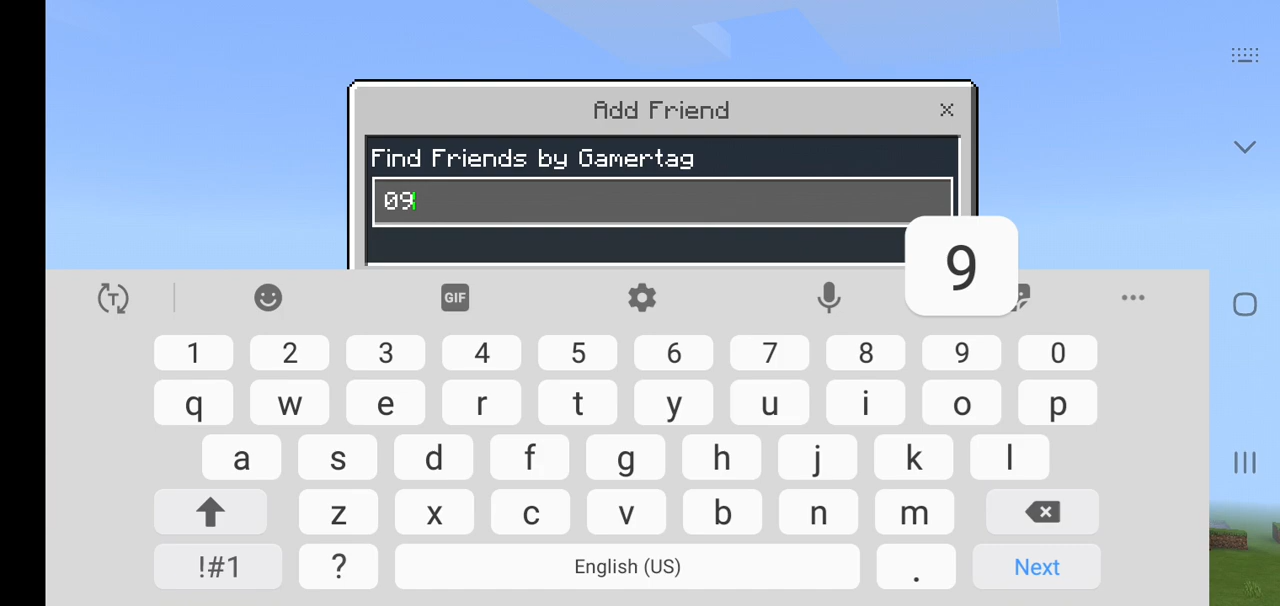 Add Friend
Find Friends by Gamertag
09
9
GIF
1 2 3 4 5 6 7 8 9 0
q w e r t y u i o p
a s d f g h j k l
z x c v b n m
!#1 ? English (US) . Next